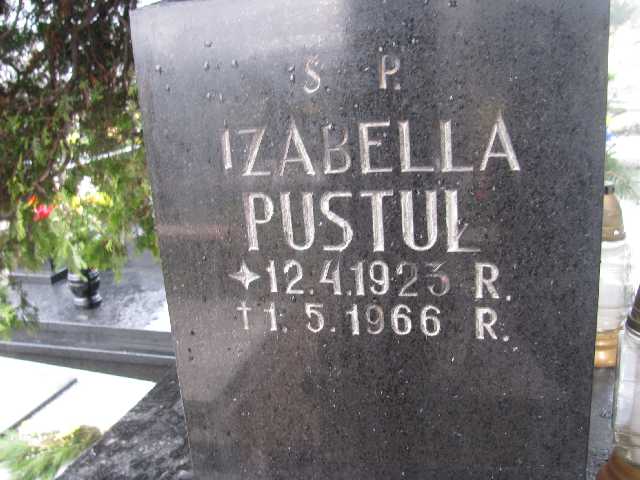 Ś P.
IZABELLA
PUSTUŁ
12.4.1923 R.
†1.5.1966 R.